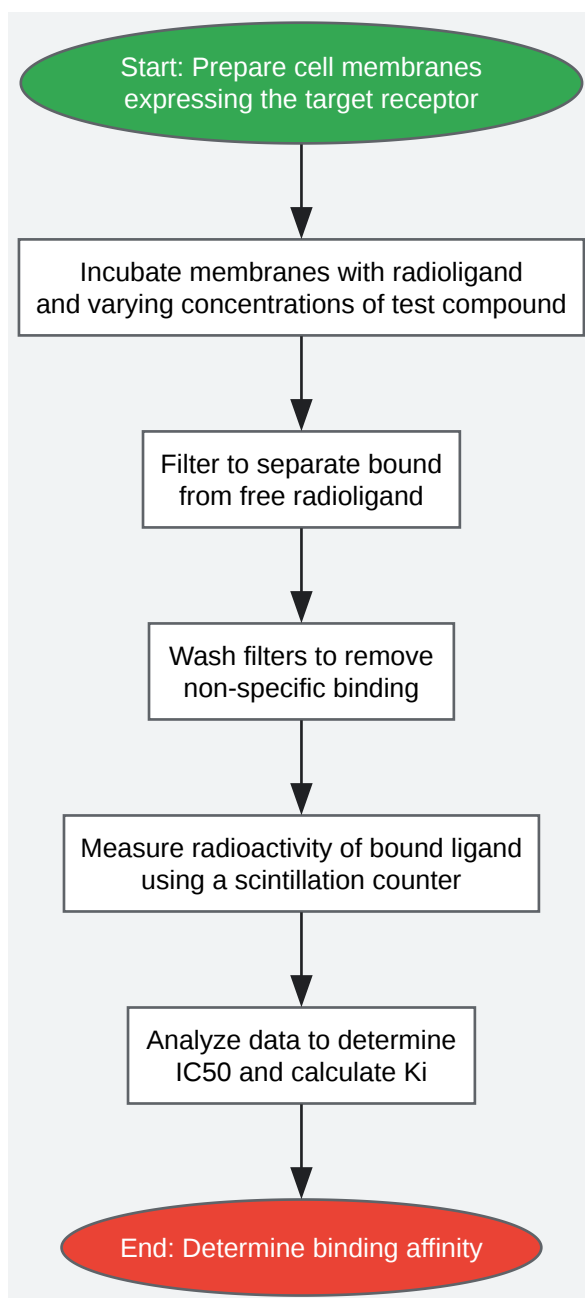 Start: Prepare cell membranes
expressing the target receptor
Incubate membranes with radioligand
and varying concentrations of test compound
Filter to separate bound
from free radioligand
Wash filters to remove
non-specific binding
Measure radioactivity of bound ligand
using a scintillation counter
Analyze data to determine
IC50 and calculate Ki
End: Determine binding affinity